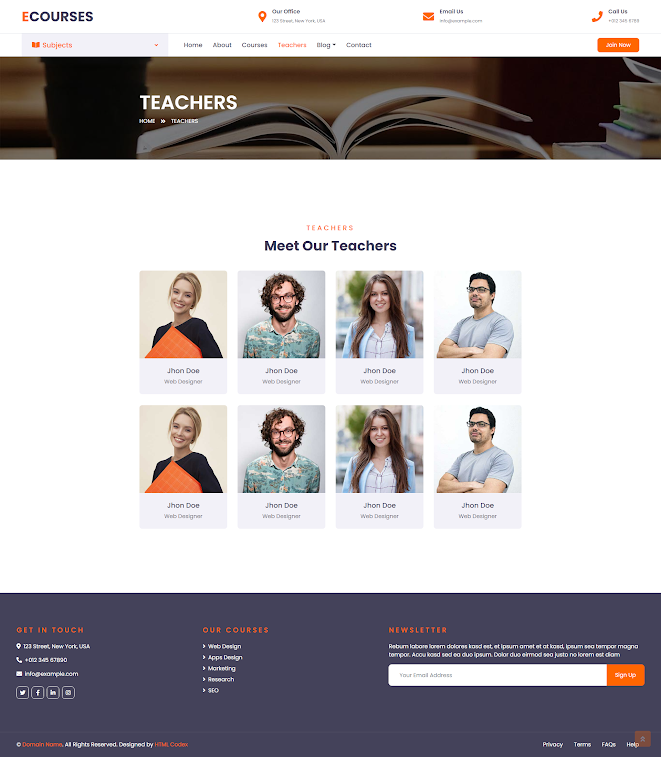 ECOURSES
Our Office
123 Street, New York, USA
Email Us
info@example.com
Call Us
+012 345 6789
Subjects
Home
About
Courses
Teachers
Blog
Contact
Join Now
TEACHERS
HOME
TEACHERS
TEACHERS
Meet Our Teachers
Jhon Doe
Web Designer
Jhon Doe
Web Designer
Jhon Doe
Web Designer
Jhon Doe
Web Designer
Jhon Doe
Web Designer
Jhon Doe
Web Designer
Jhon Doe
Web Designer
Jhon Doe
Web Designer
GET IN TOUCH
123 Street, New York, USA
+012 345 67890
info@example.com
OUR COURSES
Web Design
Apps Design
Marketing
Research
SEO
NEWSLETTER
Rebum labore lorem dolores kasd est, et ipsum amet et at kasd, ipsum sea tempor magna
tempor. Accu kasd sed ea duo ipsum. Dolor duo eirmod sea justo no lorem est diam
Your Email Address
Sign Up
© Domain Name. All Rights Reserved. Designed by HTML Codex
Privacy
Terms
FAQs
Help